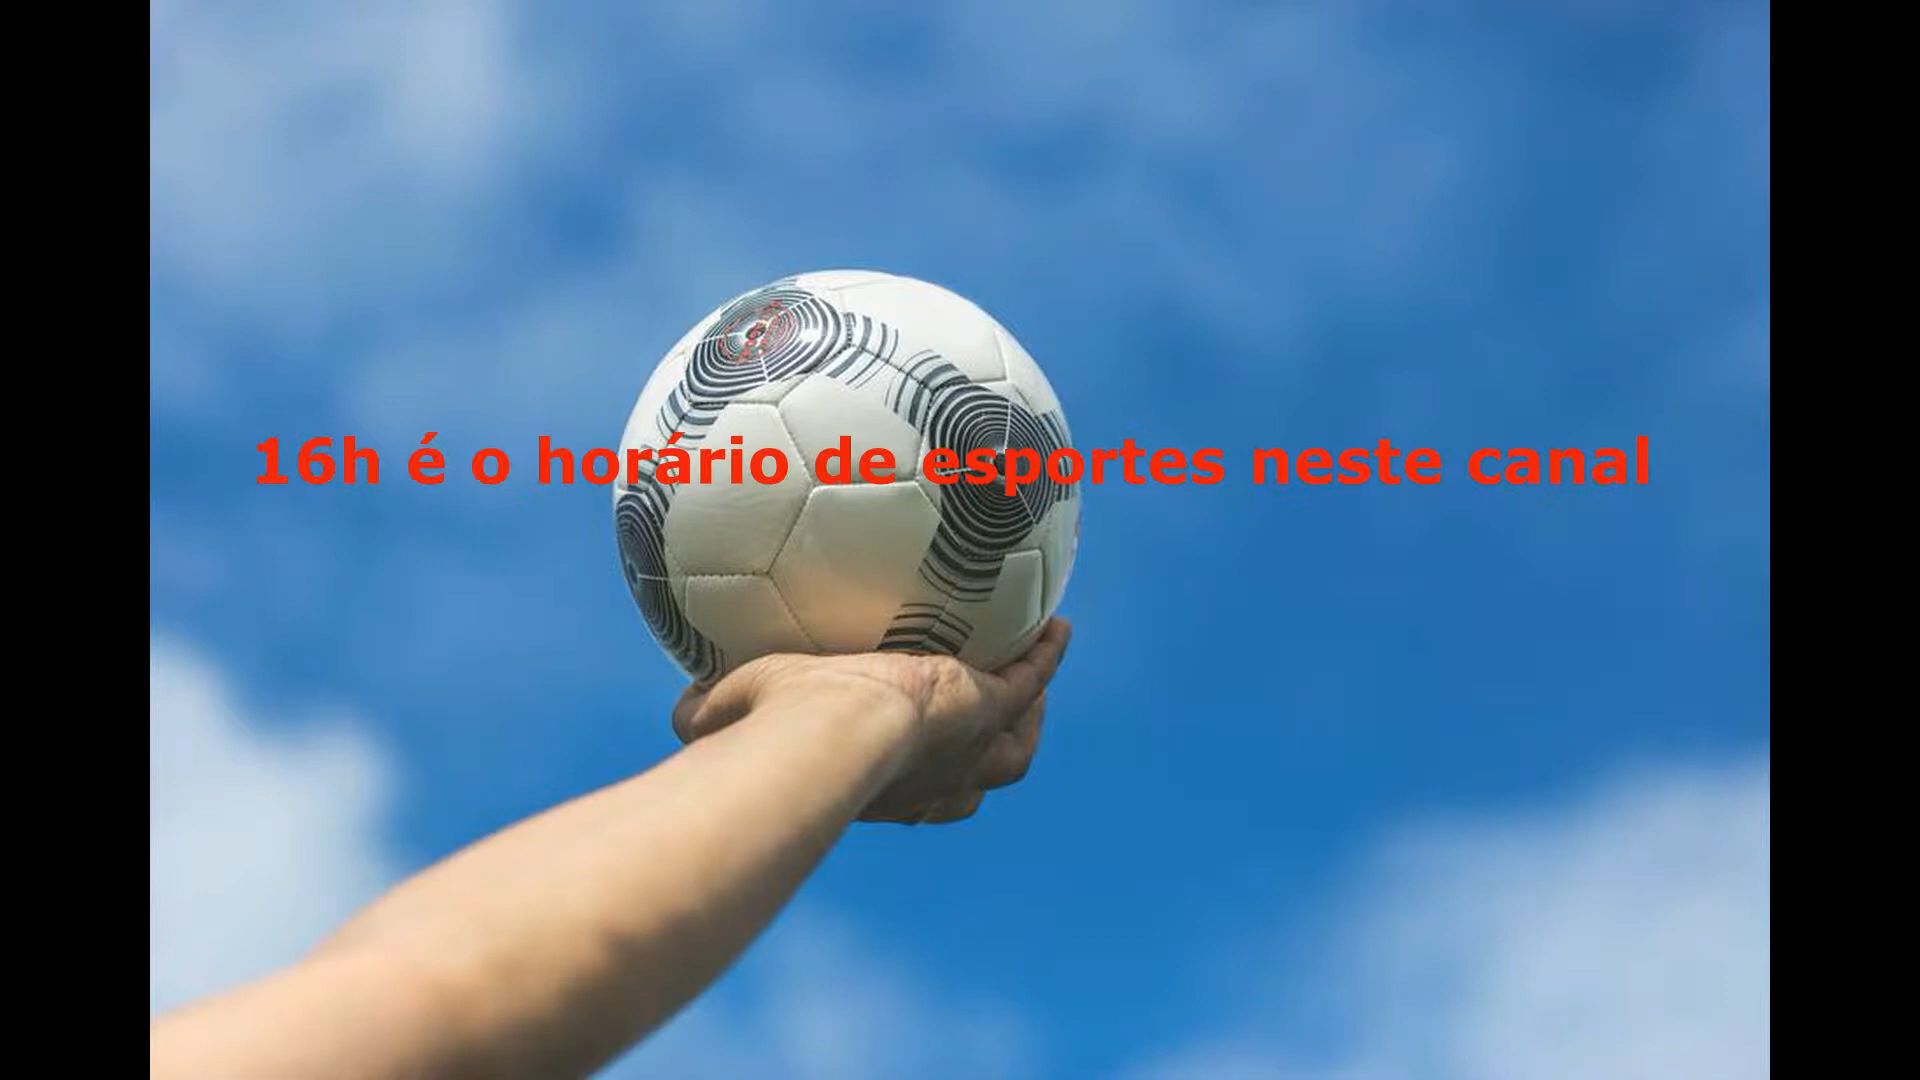 16h é o horário de esportes neste canal